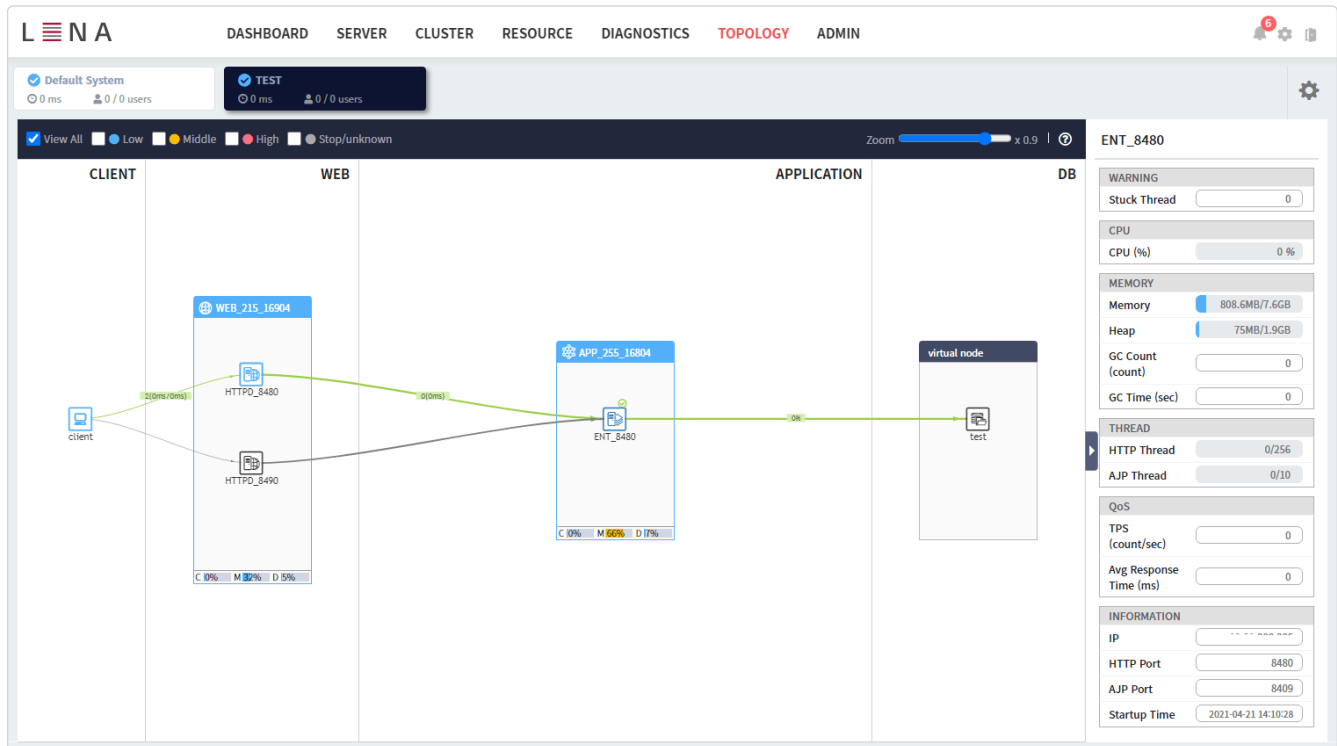 LENA
DASHBOARD SERVER CLUSTER RESOURCE DIAGNOSTICS TOPOLOGY ADMIN
6
Default System
0 ms 0 / 0 users
TEST
0 ms 0 / 0 users
View All Low Middle High Stop/unknown
Zoom x 0.9
CLIENT WEB APPLICATION DB
client
2(0ms/0ms)
WEB_215_16904
HTTPD_8480
HTTPD_8490
C 0% M 32% D 5%
0(0ms)
APP_255_16804
ENT_8480
C 0% M 66% D 7%
0%
virtual node
test
ENT_8480
WARNING
Stuck Thread 0
CPU
CPU (%) 0 %
MEMORY
Memory 808.6MB/7.6GB
Heap 75MB/1.9GB
GC Count
(count) 0
GC Time (sec) 0
THREAD
HTTP Thread 0/256
AJP Thread 0/10
QoS
TPS
(count/sec) 0
Avg Response
Time (ms) 0
INFORMATION
IP
HTTP Port 8480
AJP Port 8409
Startup Time 2021-04-21 14:10:28